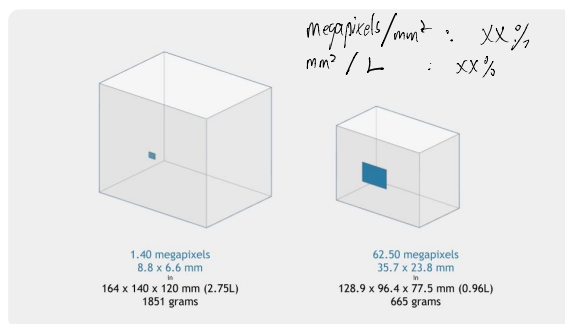 megapixels/mm² : XX%
mm² / L : XX%
1.40 megapixels
8.8 x 6.6 mm
in
164 x 140 x 120 mm (2.75L)
1851 grams
62.50 megapixels
35.7 x 23.8 mm
in
128.9 x 96.4 x 77.5 mm (0.96L)
665 grams